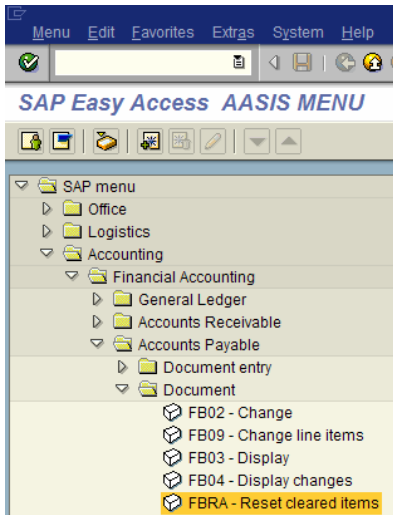 Menu Edit Favorites Extras System Help
SAP Easy Access AASIS MENU
SAP menu
Office
Logistics
Accounting
Financial Accounting
General Ledger
Accounts Receivable
Accounts Payable
Document entry
Document
FB02 - Change
FB09 - Change line items
FB03 - Display
FB04 - Display changes
FBRA - Reset cleared items